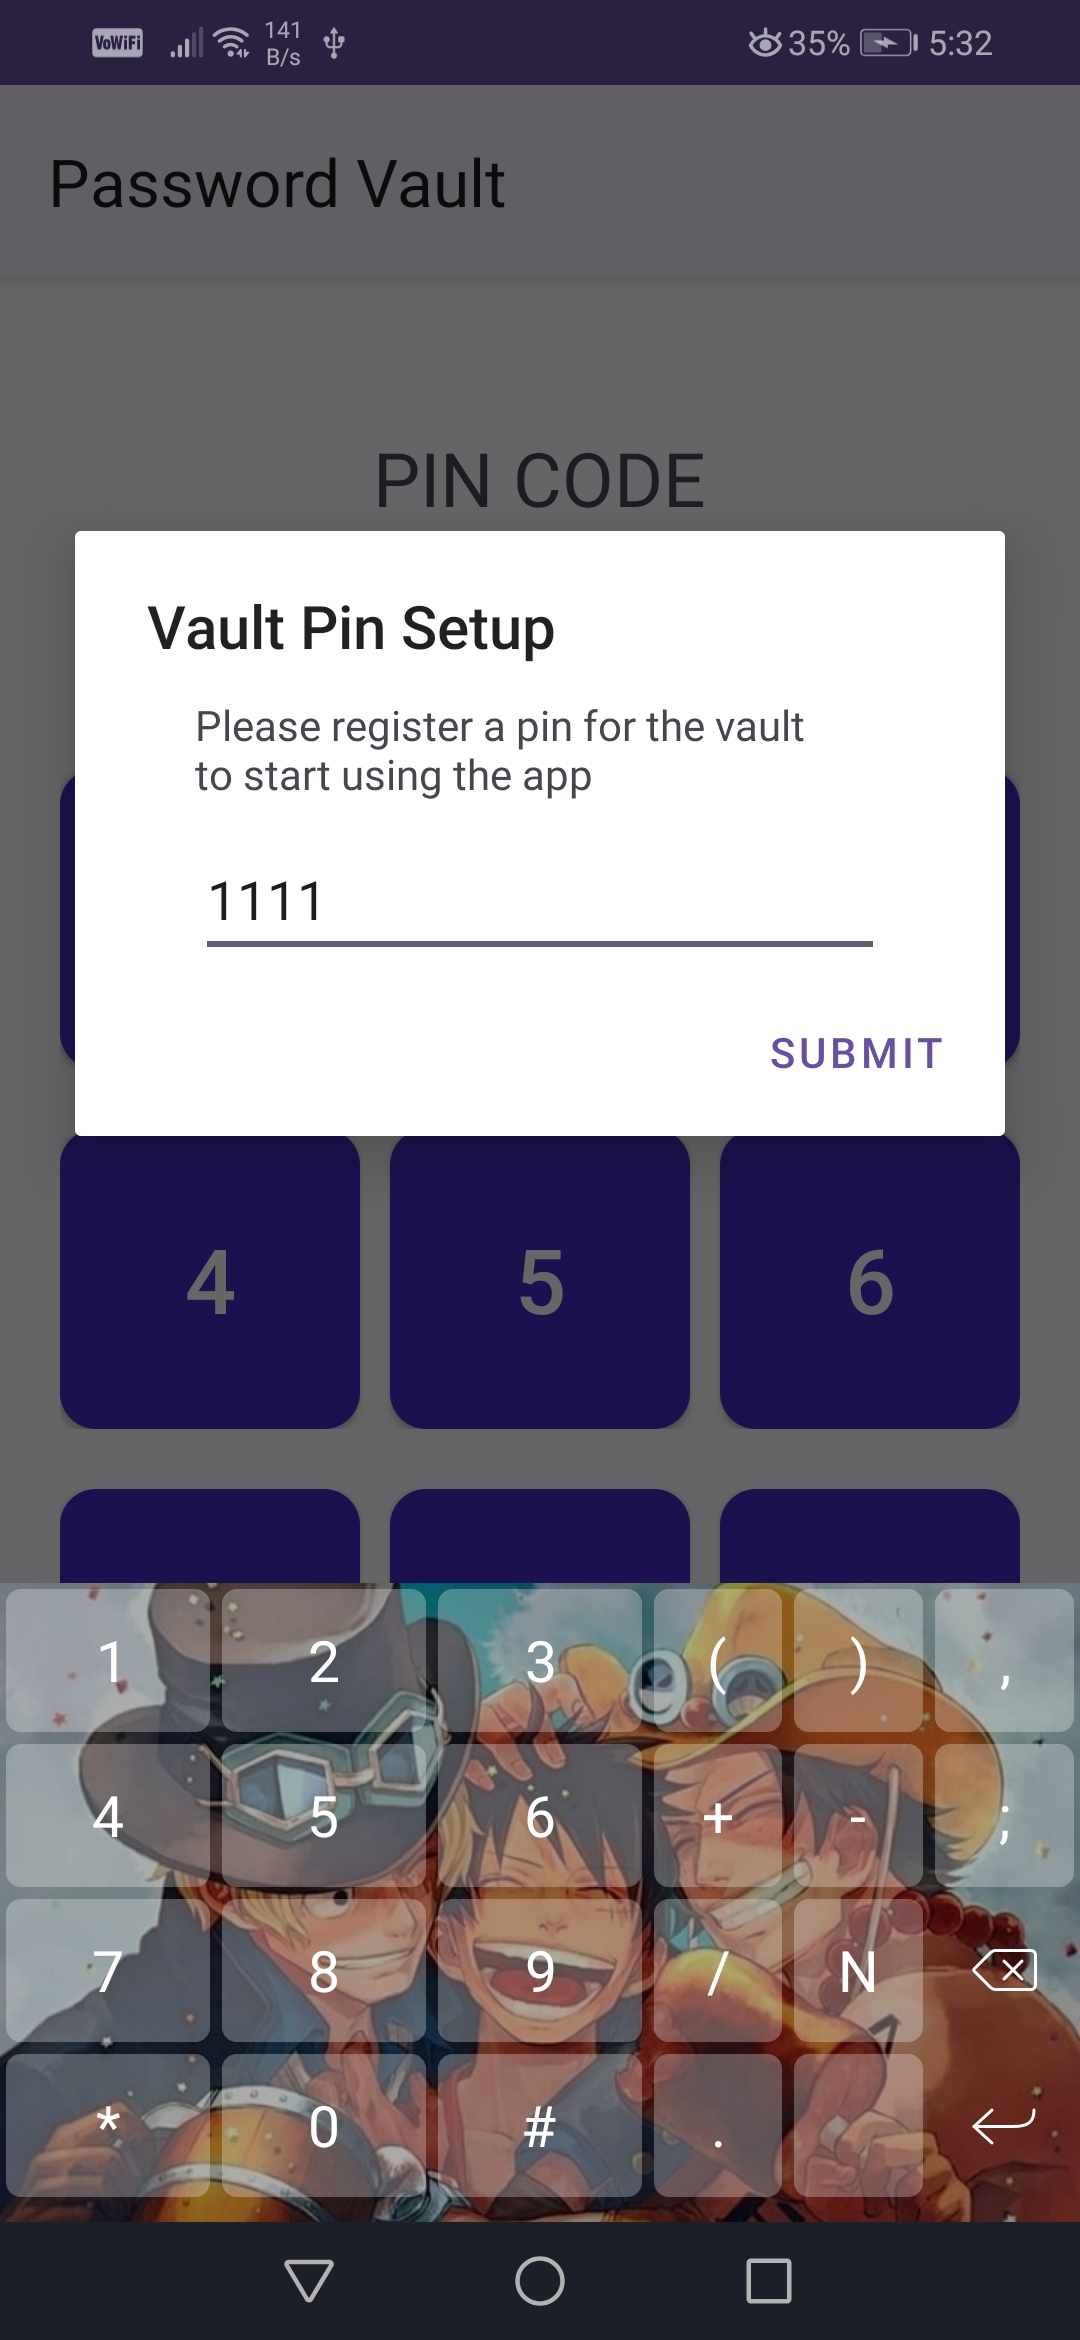 VoWiFi 141 B/s 35% 5:32
Password Vault
PIN CODE
Vault Pin Setup
Please register a pin for the vault
to start using the app
1111
SUBMIT
4 5 6
1 2 3 ( ) ,
4 5 6 + - ;
7 8 9 / N
* 0 # .